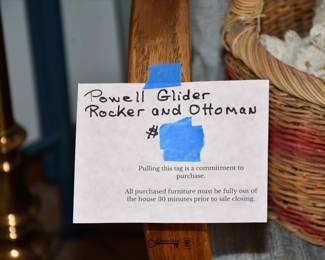 Powell Glider
Rocker and Ottoman
$
Pulling this tag is a commitment to
purchase.
All purchased furniture must be fully out of
the house 30 minutes prior to sale closing.